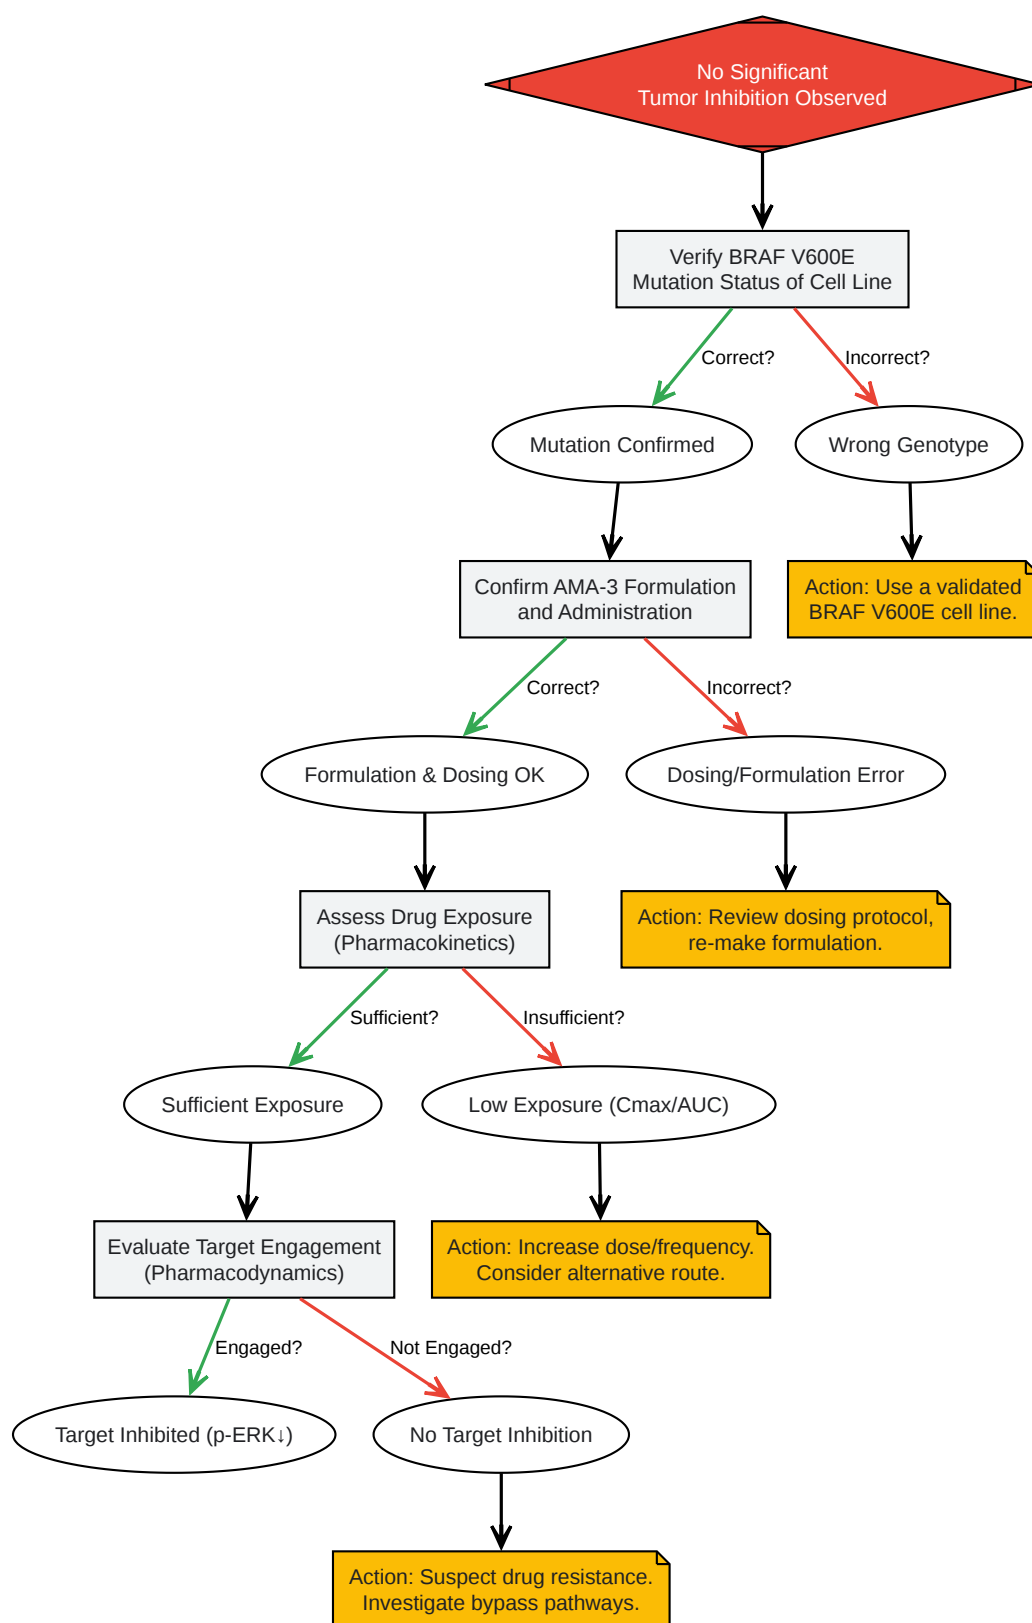 No Significant
Tumor Inhibition Observed
Verify BRAF V600E
Mutation Status of Cell Line
Correct?
Incorrect?
Mutation Confirmed
Wrong Genotype
Confirm AMA-3 Formulation
and Administration
Action: Use a validated
BRAF V600E cell line.
Correct?
Incorrect?
Formulation & Dosing OK
Dosing/Formulation Error
Assess Drug Exposure
(Pharmacokinetics)
Action: Review dosing protocol,
re-make formulation.
Sufficient?
Insufficient?
Sufficient Exposure
Low Exposure (Cmax/AUC)
Evaluate Target Engagement
(Pharmacodynamics)
Action: Increase dose/frequency.
Consider alternative route.
Engaged?
Not Engaged?
Target Inhibited (p-ERK↓)
No Target Inhibition
Action: Suspect drug resistance.
Investigate bypass pathways.